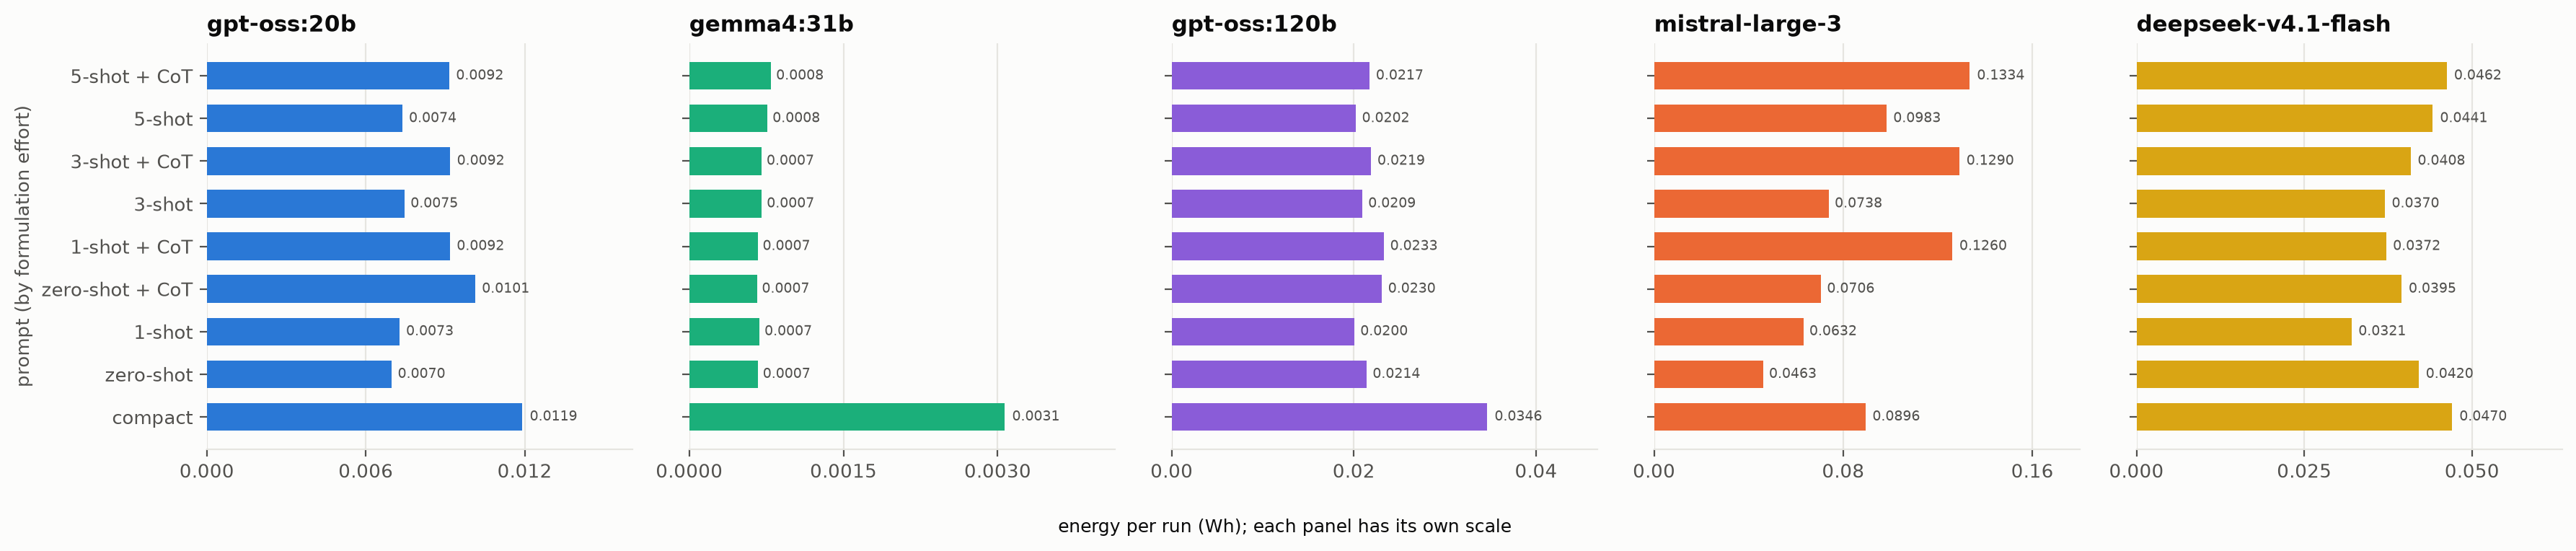 gpt-oss:20b gemma4:31b gpt-oss:120b mistral-large-3 deepseek-v4.1-flash
prompt (by formulation effort)
5-shot + CoT 0.0092 0.0008 0.0217 0.1334 0.0462
5-shot 0.0074 0.0008 0.0202 0.0983 0.0441
3-shot + CoT 0.0092 0.0007 0.0219 0.1290 0.0408
3-shot 0.0075 0.0007 0.0209 0.0738 0.0370
1-shot + CoT 0.0092 0.0007 0.0233 0.1260 0.0372
zero-shot + CoT 0.0101 0.0007 0.0230 0.0706 0.0395
1-shot 0.0073 0.0007 0.0200 0.0632 0.0321
zero-shot 0.0070 0.0007 0.0214 0.0463 0.0420
compact 0.0119 0.0031 0.0346 0.0896 0.0470
0.000 0.006 0.012 0.0000 0.0015 0.0030 0.00 0.02 0.04 0.00 0.08 0.16 0.000 0.025 0.050
energy per run (Wh); each panel has its own scale